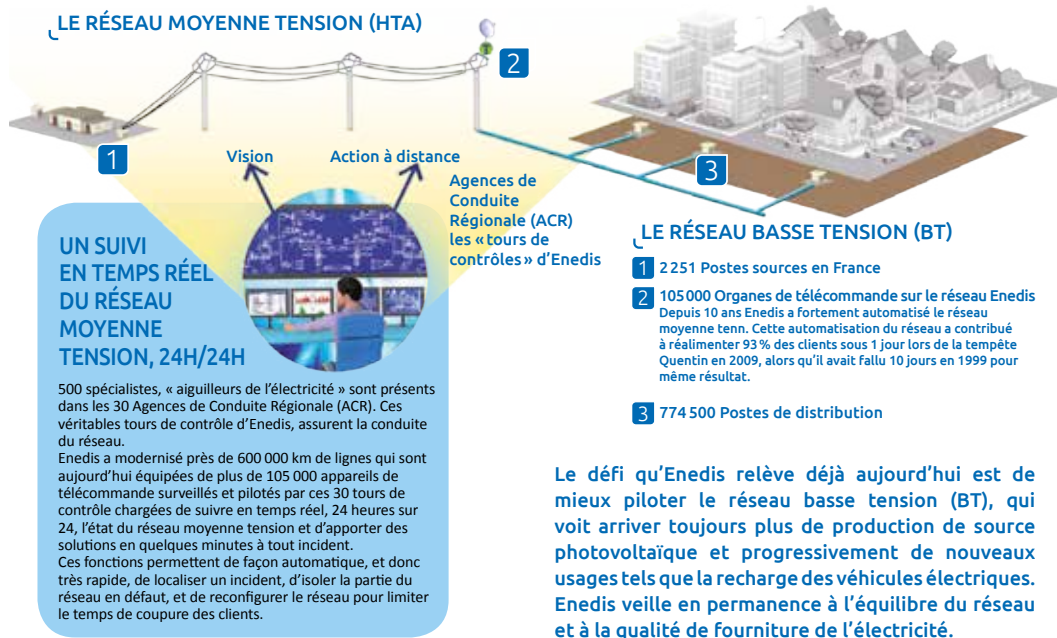 LE RÉSEAU MOYENNE TENSION (HTA)
2
1
Vision
Action à distance
3
Agences de
Conduite
Régionale (ACR)
les « tours de
contrôles » d’Enedis
UN SUIVI
EN TEMPS RÉEL
DU RÉSEAU
MOYENNE
TENSION, 24H/24H
500 spécialistes, « aiguilleurs de l’électricité » sont présents
dans les 30 Agences de Conduite Régionale (ACR). Ces
véritables tours de contrôle d’Enedis, assurent la conduite
du réseau.
Enedis a modernisé près de 600 000 km de lignes qui sont
aujourd’hui équipées de plus de 105 000 appareils de
télécommande surveillés et pilotés par ces 30 tours de
contrôle chargées de suivre en temps réel, 24 heures sur
24, l’état du réseau moyenne tension et d’apporter des
solutions en quelques minutes à tout incident.
Ces fonctions permettent de façon automatique, et donc
très rapide, de localiser un incident, d’isoler la partie du
réseau en défaut, et de reconfigurer le réseau pour limiter
le temps de coupure des clients.
LE RÉSEAU BASSE TENSION (BT)
1 2 251 Postes sources en France
2 105 000 Organes de télécommande sur le réseau Enedis
Depuis 10 ans Enedis a fortement automatisé le réseau
moyenne tenn. Cette automatisation du réseau a contribué
à réalimenter 93 % des clients sous 1 jour lors de la tempête
Quentin en 2009, alors qu’il avait fallu 10 jours en 1999 pour
même résultat.
3 774 500 Postes de distribution
Le défi qu’Enedis relève déjà aujourd’hui est de
mieux piloter le réseau basse tension (BT), qui
voit arriver toujours plus de production de source
photovoltaïque et progressivement de nouveaux
usages tels que la recharge des véhicules électriques.
Enedis veille en permanence à l’équilibre du réseau
et à la qualité de fourniture de l’électricité.